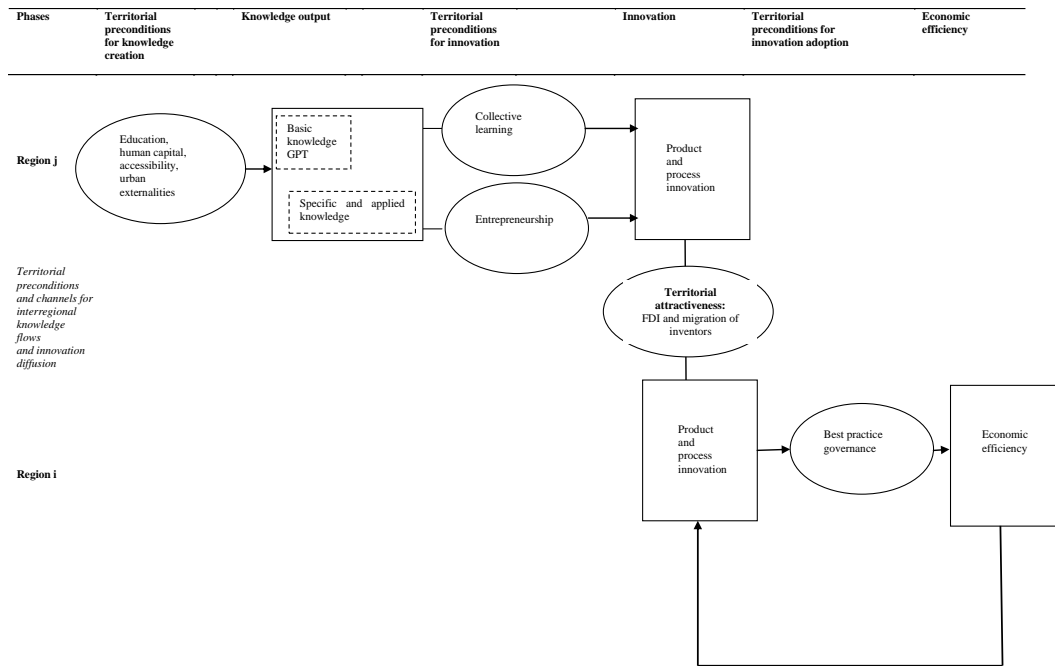 Phases
Territorial
preconditions
for knowledge
creation
Knowledge output
Territorial
preconditions
for innovation
Innovation
Territorial
preconditions for
innovation adoption
Economic
efficiency
Region j
Education,
human capital,
accessibility,
urban
externalities
Basic
knowledge
GPT
Specific and applied
knowledge
Collective
learning
Entrepreneurship
Product
and
process
innovation
Territorial
preconditions
and channels for
interregional
knowledge
flows
and innovation
diffusion
Territorial
attractiveness:
FDI and migration of
inventors
Region i
Product
and
process
innovation
Best practice
governance
Economic
efficiency